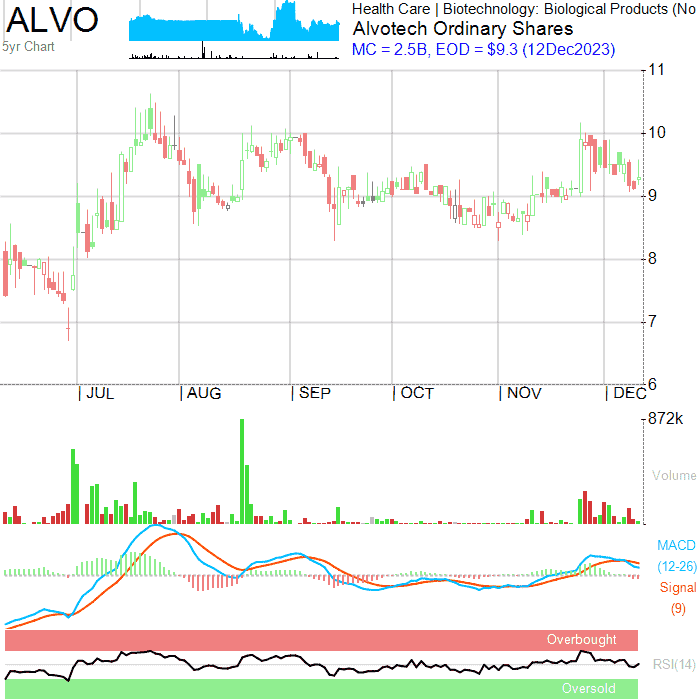 ALVO
5yr Chart
Health Care | Biotechnology: Biological Products (No
Alvotech Ordinary Shares
MC = 2.5B, EOD = $9.3 (12Dec2023)
11
10
9
8
7
6
| JUL | AUG | SEP | OCT | NOV | DEC
872k
Volume
MACD
(12-26)
Signal
(9)
Overbought
RSI(14)
Oversold